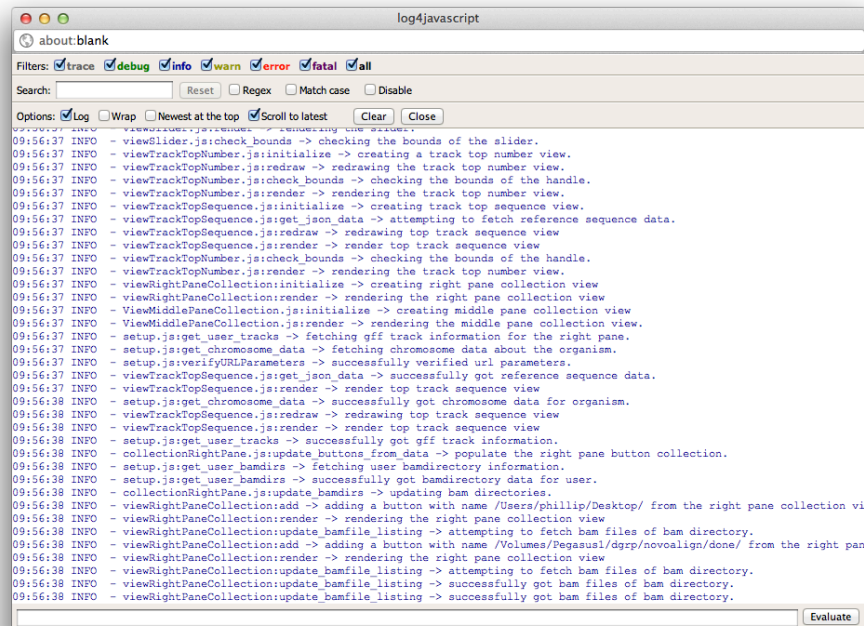 log4javascript
about:blank
Filters: trace debug info warn error fatal all
Search: Reset Regex Match case Disable
Options: Log Wrap Newest at the top Scroll to latest Clear Close
09:56:37 INFO - viewSlider.js:render -> rendering the slider.
09:56:37 INFO - viewSlider.js:check_bounds -> checking the bounds of the slider.
09:56:37 INFO - viewTrackTopNumber.js:initialize -> creating a track top number view.
09:56:37 INFO - viewTrackTopNumber.js:redraw -> redrawing the track top number view.
09:56:37 INFO - viewTrackTopNumber.js:check_bounds -> checking the bounds of the handle.
09:56:37 INFO - viewTrackTopNumber.js:render -> rendering the track top number view.
09:56:37 INFO - viewTrackTopSequence.js:initialize -> creating track top sequence view.
09:56:37 INFO - viewTrackTopSequence.js:get_json_data -> attempting to fetch reference sequence data.
09:56:37 INFO - viewTrackTopSequence.js:redraw -> redrawing top track sequence view
09:56:37 INFO - viewTrackTopSequence.js:render -> render top track sequence view
09:56:37 INFO - viewTrackTopNumber.js:check_bounds -> checking the bounds of the handle.
09:56:37 INFO - viewTrackTopNumber.js:render -> rendering the track top number view.
09:56:37 INFO - viewRightPaneCollection:initialize -> creating right pane collection view
09:56:37 INFO - viewRightPaneCollection:render -> rendering the right pane collection view
09:56:37 INFO - ViewMiddlePaneCollection.js:initialize -> creating middle pane collection view
09:56:37 INFO - ViewMiddlePaneCollection.js:render -> rendering the middle pane collection view.
09:56:37 INFO - setup.js:get_user_tracks -> fetching gff track information for the right pane.
09:56:37 INFO - setup.js:get_chromosome_data -> fetching chromosome data about the organism.
09:56:37 INFO - setup.js:verifyURLParameters -> successfully verified url parameters.
09:56:37 INFO - viewTrackTopSequence.js:get_json_data -> successfully got reference sequence data.
09:56:37 INFO - viewTrackTopSequence.js:render -> render top track sequence view
09:56:38 INFO - setup.js:get_chromosome_data -> successfully got chromosome data for organism.
09:56:38 INFO - viewTrackTopSequence.js:redraw -> redrawing top track sequence view
09:56:38 INFO - viewTrackTopSequence.js:render -> render top track sequence view
09:56:38 INFO - setup.js:get_user_tracks -> successfully got gff track information.
09:56:38 INFO - collectionRightPane.js:update_buttons_from_data -> populate the right pane button collection.
09:56:38 INFO - setup.js:get_user_bamdirs -> fetching user bamdirectory information.
09:56:38 INFO - setup.js:get_user_bamdirs -> successfully got bamdirectory data for user.
09:56:38 INFO - collectionRightPane.js:update_bamdirs -> updating bam directories.
09:56:38 INFO - viewRightPaneCollection:add -> adding a button with name /Users/phillip/Desktop/ from the right pane collection vi
09:56:38 INFO - viewRightPaneCollection:render -> rendering the right pane collection view
09:56:38 INFO - viewRightPaneCollection:update_bamfile_listing -> attempting to fetch bam files of bam directory.
09:56:38 INFO - viewRightPaneCollection:add -> adding a button with name /Volumes/Pegasus1/dgrp/novoalign/done/ from the right pan
09:56:38 INFO - viewRightPaneCollection:render -> rendering the right pane collection view
09:56:38 INFO - viewRightPaneCollection:update_bamfile_listing -> attempting to fetch bam files of bam directory.
09:56:38 INFO - viewRightPaneCollection:update_bamfile_listing -> successfully got bam files of bam directory.
09:56:38 INFO - viewRightPaneCollection:update_bamfile_listing -> successfully got bam files of bam directory.
Evaluate